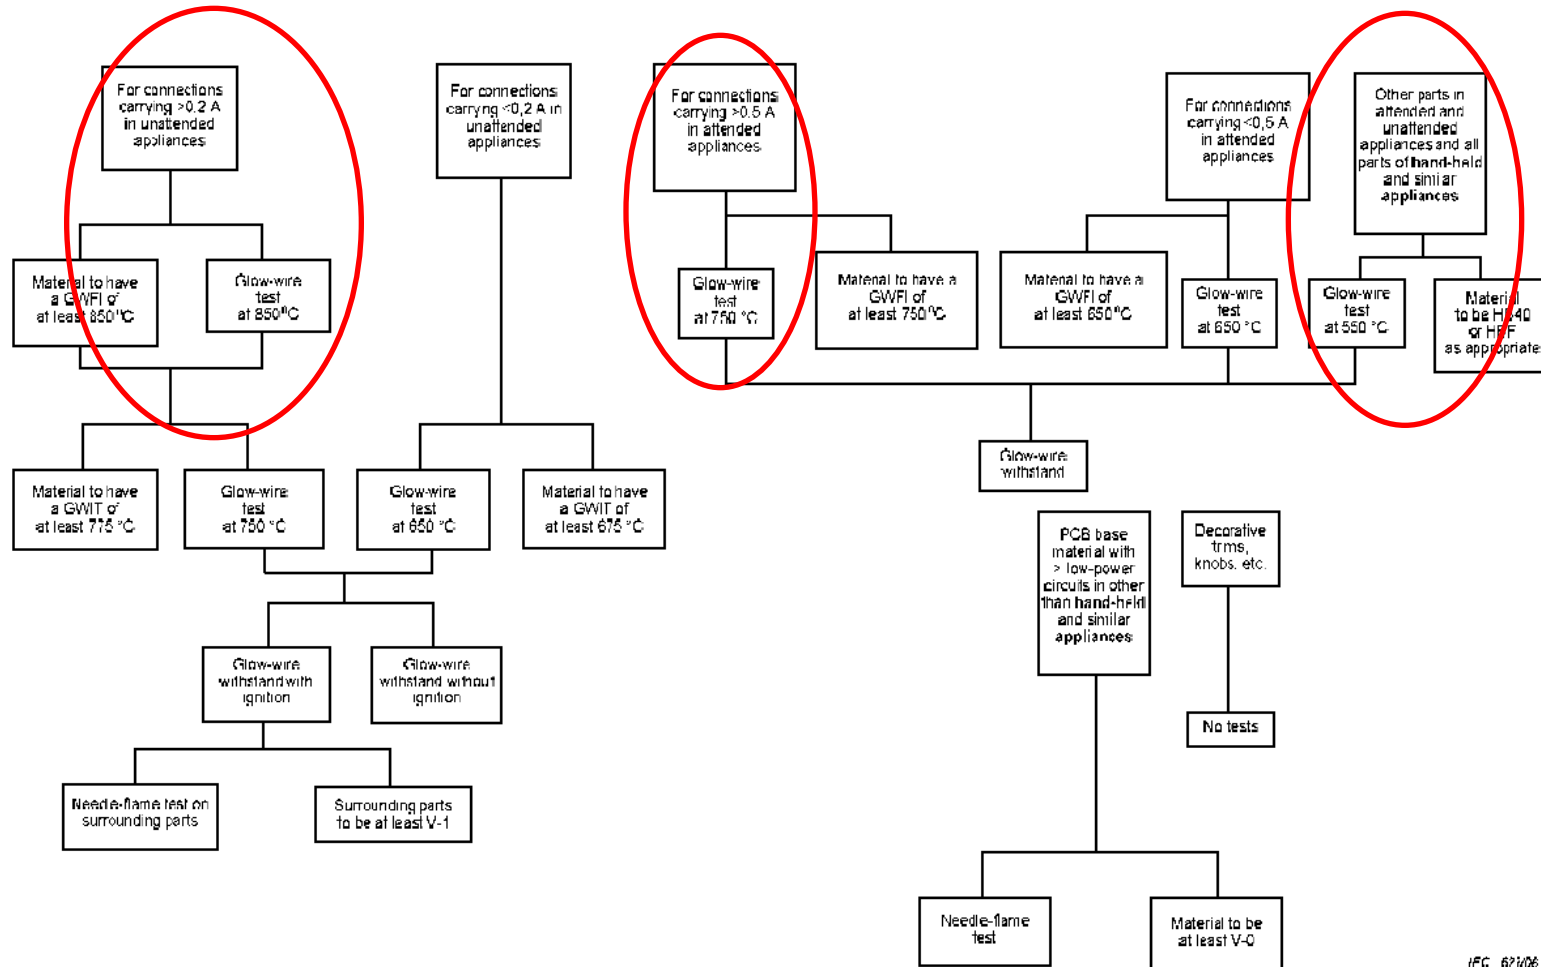 For connections
carrying >0,2 A
in unattended
appliances
For connections
carrying <0,2 A in
unattended
appliances
For connections
carrying >0.5 A
in attended
appliances
For connections
carrying <0,5 A
in attended
appliances
Other parts in
attended and
unattended
appliances and all
parts of hand-held
and similar
appliances
Material to have
a GWFI of
at least 850 °C
Glow-wire
test
at 850 °C
Glow-wire
test
at 750 °C
Material to have a
GWFI of
at least 750 °C
Material to have a
GWFI of
at least 650 °C
Glow-wire
test
at 650 °C
Glow-wire
test
at 550 °C
Material
to be HB40
or HBF
as appropriate
Glow-wire
withstand
Material to have
a GWIT of
at least 775 °C
Glow-wire
test
at 750 °C
Glow-wire
test
at 650 °C
Material to have
a GWIT of
at least 675 °C
PCB base
material with
> low-power
circuits in other
than hand-held
and similar
appliances
Decorative
trims,
knobs. etc.
Glow-wire
withstand with
ignition
Glow-wire
withstand without
ignition
No tests
Needle-flame test on
surrounding parts
Surrounding parts
to be at least V-1
Needle-flame
test
Material to be
at least V-0
IEC